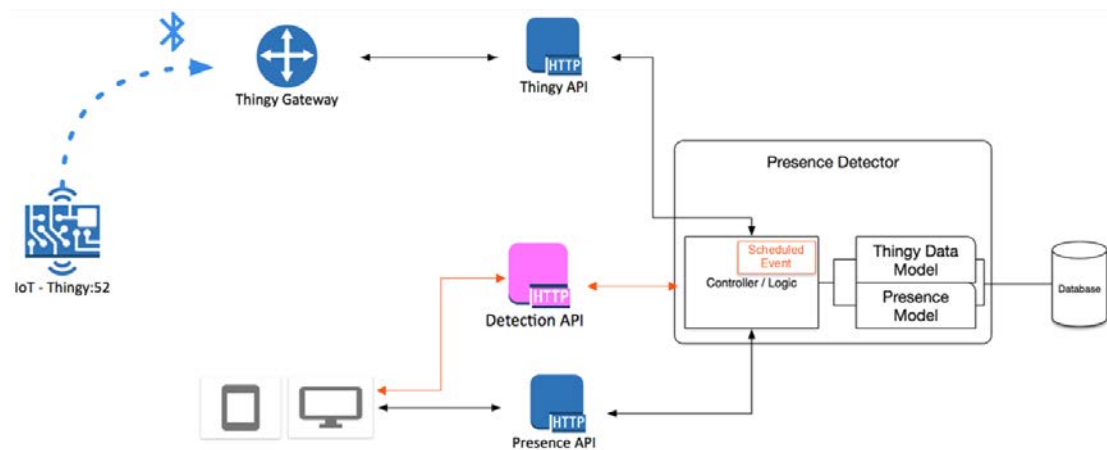 HTTP
Thingy Gateway
Thingy API
Presence Detector
IoT - Thingy:52
Scheduled
Event
Controller / Logic
Thingy Data
Model
Presence
Model
Database
HTTP
Detection API
HTTP
Presence API